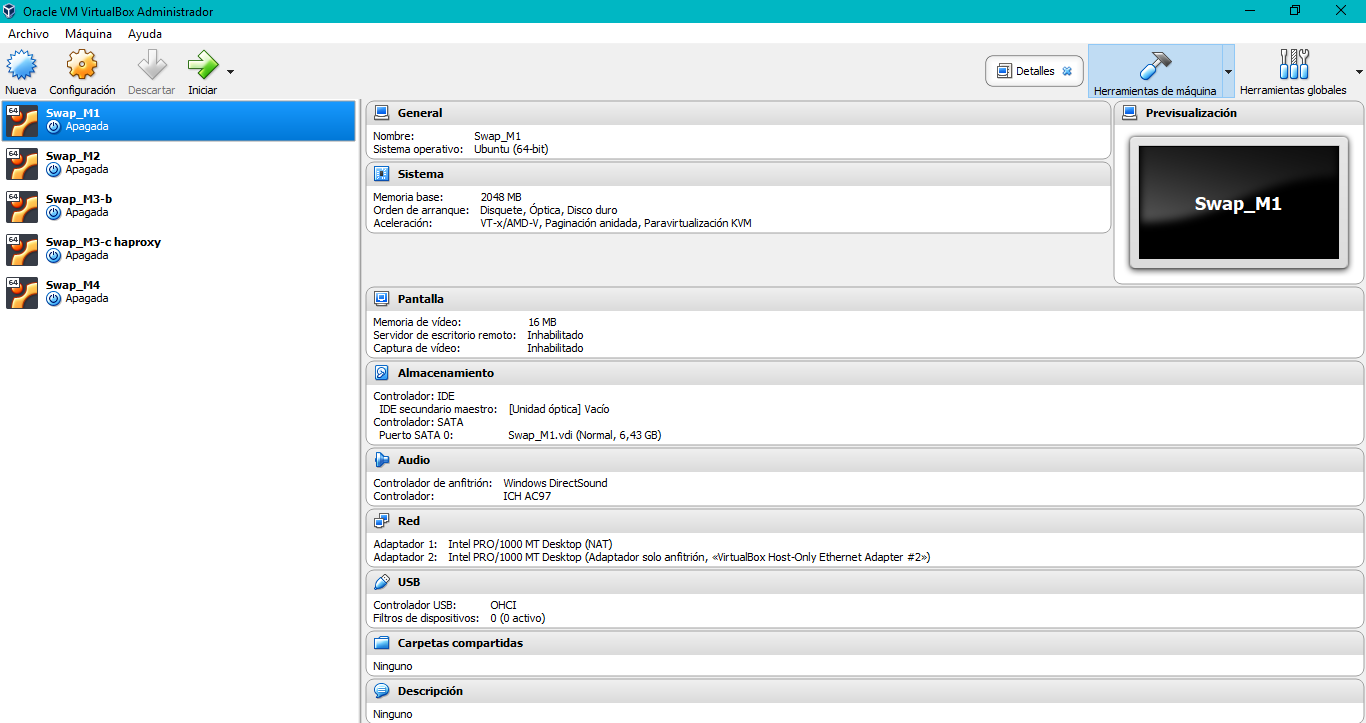 Oracle VM VirtualBox Administrador
Archivo Máquina Ayuda
Nueva Configuración Descartar Iniciar
Detalles
Herramientas de máquina
Herramientas globales
64
Swap_M1
Apagada
64
Swap_M2
Apagada
64
Swap_M3-b
Apagada
64
Swap_M3-c haproxy
Apagada
64
Swap_M4
Apagada
General
Nombre: Swap_M1
Sistema operativo: Ubuntu (64-bit)
Sistema
Memoria base: 2048 MB
Orden de arranque: Disquete, Óptica, Disco duro
Aceleración: VT-x/AMD-V, Paginación anidada, Paravirtualización KVM
Previsualización
Swap_M1
Pantalla
Memoria de vídeo: 16 MB
Servidor de escritorio remoto: Inhabilitado
Captura de vídeo: Inhabilitado
Almacenamiento
Controlador: IDE
IDE secundario maestro: [Unidad óptica] Vacío
Controlador: SATA
Puerto SATA 0: Swap_M1.vdi (Normal, 6,43 GB)
Audio
Controlador de anfitrión: Windows DirectSound
Controlador: ICH AC97
Red
Adaptador 1: Intel PRO/1000 MT Desktop (NAT)
Adaptador 2: Intel PRO/1000 MT Desktop (Adaptador solo anfitrión, «VirtualBox Host-Only Ethernet Adapter #2»)
USB
Controlador USB: OHCI
Filtros de dispositivos: 0 (0 activo)
Carpetas compartidas
Ninguno
Descripción
Ninguno